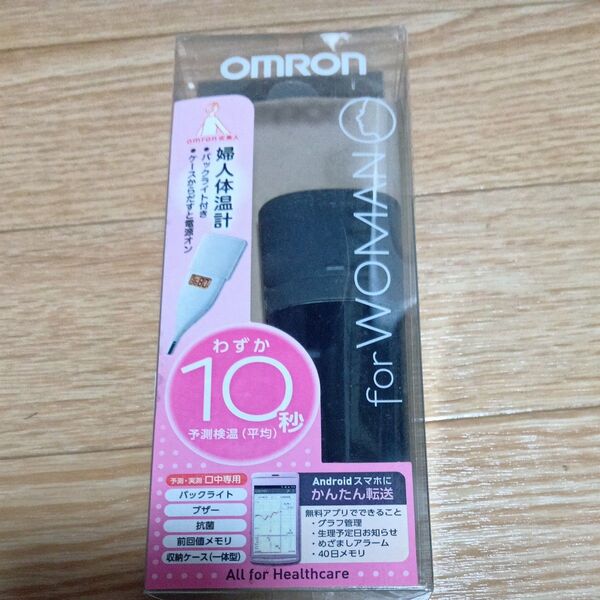 OMRON
omron式美人
婦人体温計
・バックライト付き
・ケースからだすと電源オン
for WOMAN
わずか
10秒
予測検温(平均)
予測・実測 口中専用
バックライト
ブザー
抗菌
前回値メモリ
収納ケース(一体型)
Androidスマホに
かんたん転送
無料アプリでできること
・グラフ管理
・生理予定日お知らせ
・めざましアラーム
・40日メモリ
All for Healthcare